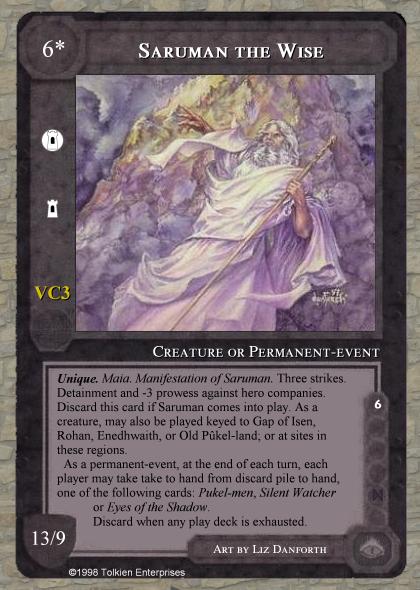 6*
SARUMAN THE WISE
VC3
CREATURE OR PERMANENT-EVENT
Unique. Maia. Manifestation of Saruman. Three strikes.
Detainment and -3 prowess against hero companies.
Discard this card if Saruman comes into play. As a
creature, may also be played keyed to Gap of Isen,
Rohan, Enedhwaith, or Old Pûkel-land; or at sites in
these regions.
As a permanent-event, at the end of each turn, each
player may take take to hand from discard pile to hand,
one of the following cards: Pukel-men, Silent Watcher
or Eyes of the Shadow.
Discard when any play deck is exhausted.
6
13/9
ART BY LIZ DANFORTH
©1998 Tolkien Enterprises